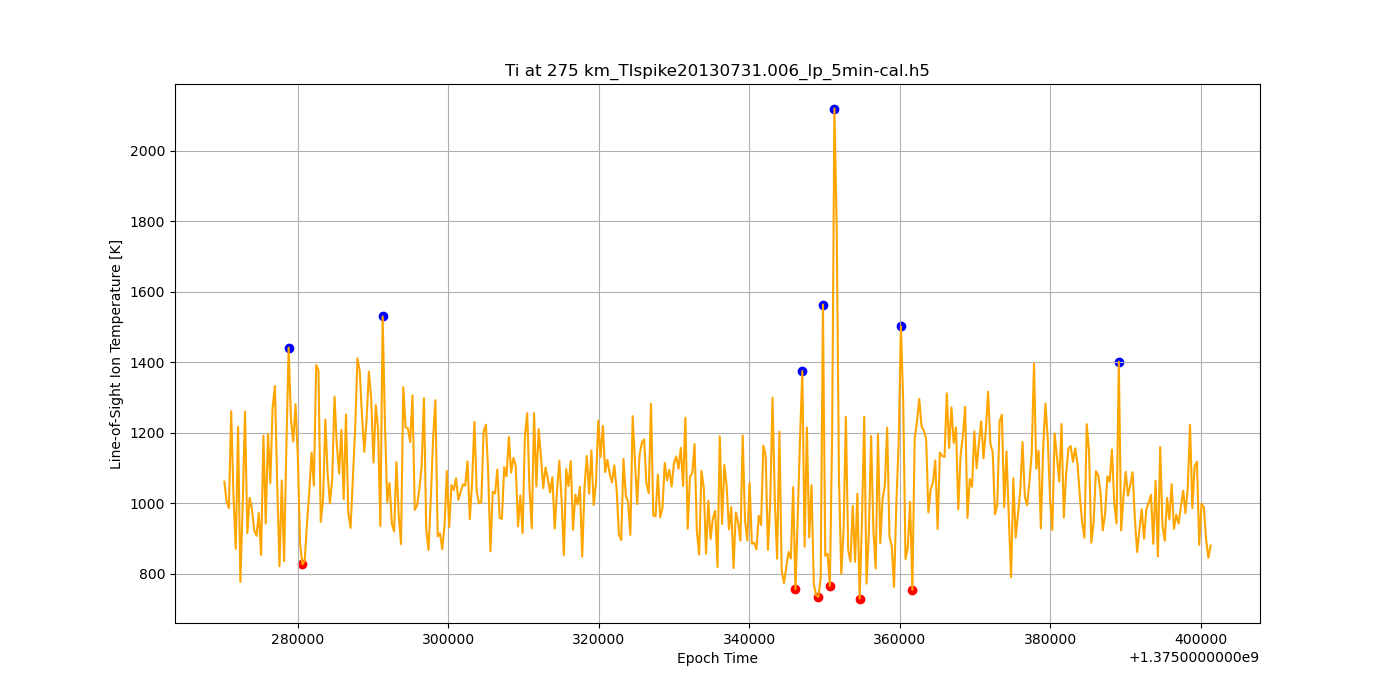 Ti at 275 km_TIspike20130731.006_lp_5min-cal.h5
Line-of-Sight Ion Temperature [K]
2000
1800
1600
1400
1200
1000
800
280000 300000 320000 340000 360000 380000 400000
Epoch Time
+1.3750000000e9